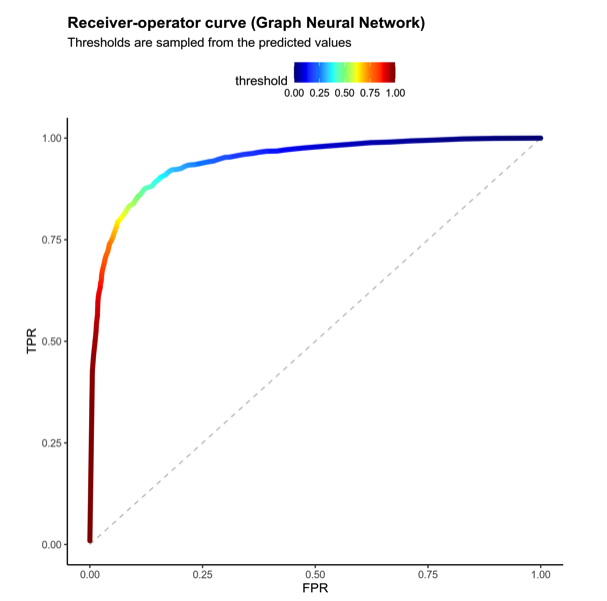 Receiver-operator curve (Graph Neural Network)
Thresholds are sampled from the predicted values
threshold
0.00 0.25 0.50 0.75 1.00
1.00
0.75
0.50
0.25
0.00
TPR
0.00 0.25 0.50 0.75 1.00
FPR